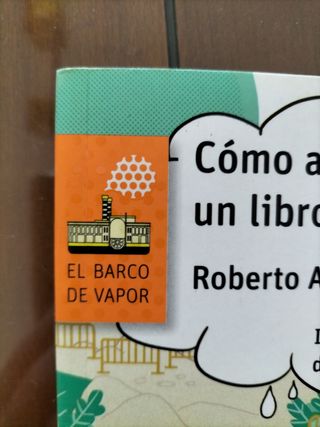 Cómo a
un libro
Roberto A
EL BARCO
DE VAPOR